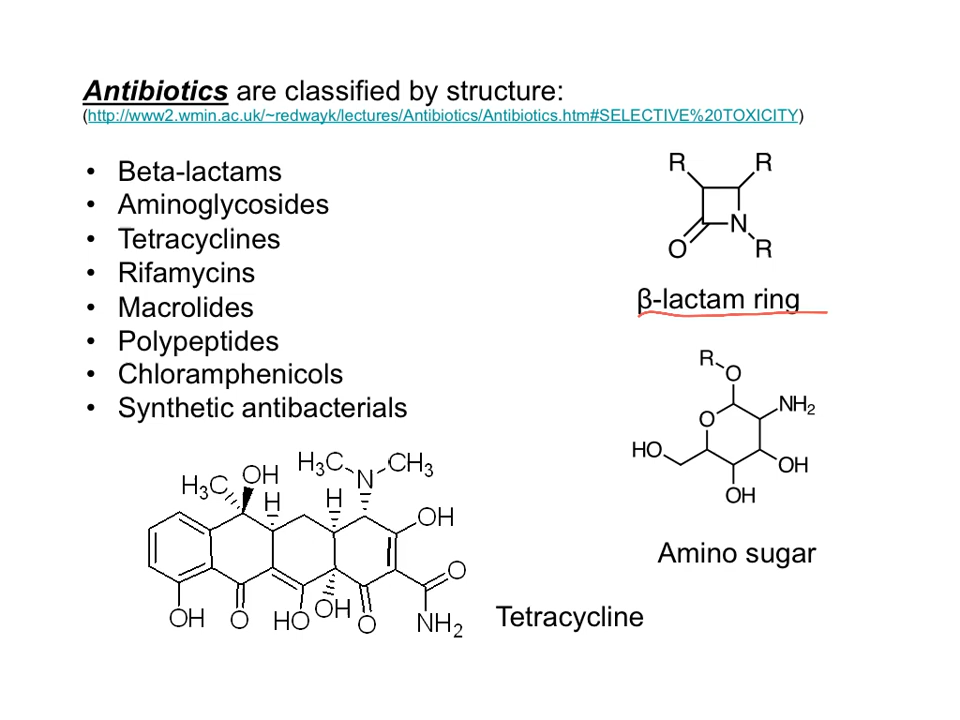 Antibiotics are classified by structure:
(http://www2.wmin.ac.uk/~redwayk/lectures/Antibiotics/Antibiotics.htm#SELECTIVE%20TOXICITY)
• Beta-lactams
• Aminoglycosides
• Tetracyclines
• Rifamycins
• Macrolides
• Polypeptides
• Chloramphenicols
• Synthetic antibacterials
R R
N
O R
β-lactam ring
R
O
O NH₂
HO
OH
OH
Amino sugar
H₃C OH H H₃C N CH₃
H
OH
O
OH O HO OH O NH₂
Tetracycline